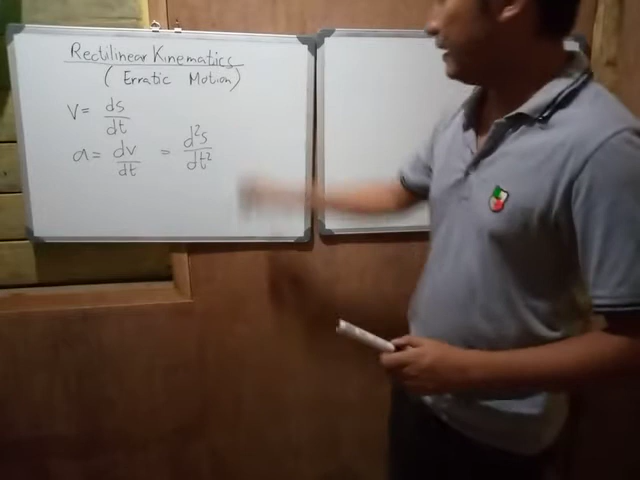 Rectilinear Kinematics
(Erratic Motion)
V = ds/dt
a = dv/dt = d²s/dt²